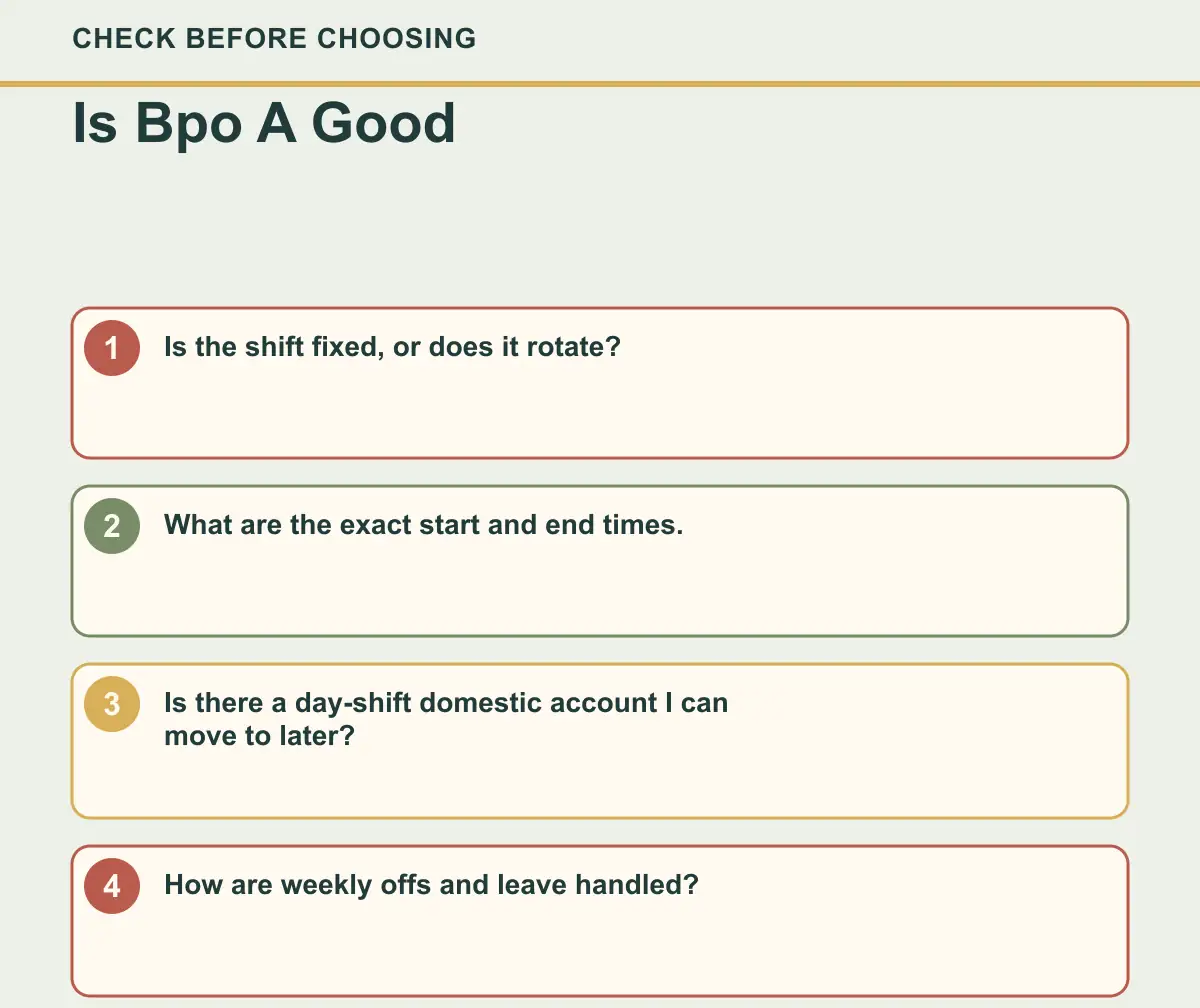 CHECK BEFORE CHOOSING
Is Bpo A Good
1
Is the shift fixed, or does it rotate?
2
What are the exact start and end times.
3
Is there a day-shift domestic account I can
move to later?
4
How are weekly offs and leave handled?